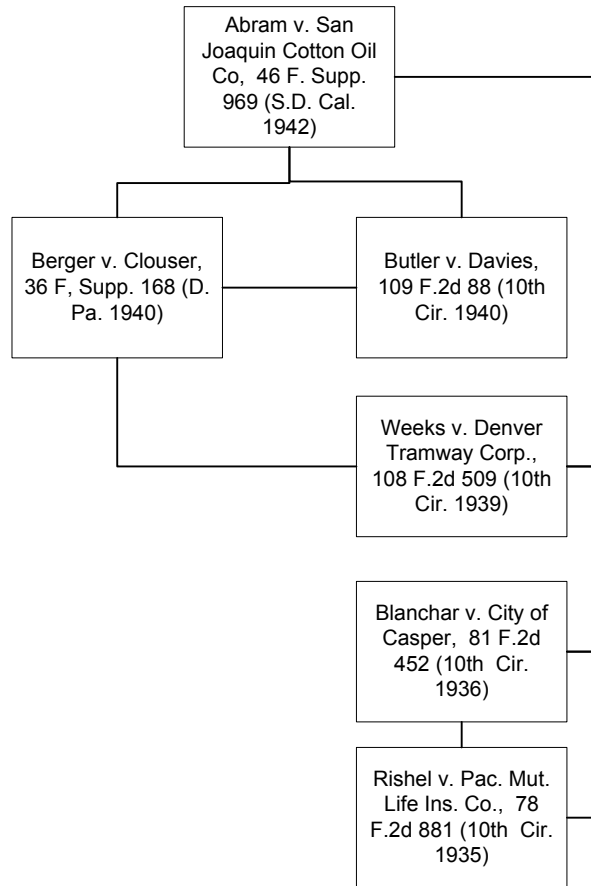 Abram v. San
Joaquin Cotton Oil
Co, 46 F. Supp.
969 (S.D. Cal.
1942)
Berger v. Clouser,
36 F, Supp. 168 (D.
Pa. 1940)
Butler v. Davies,
109 F.2d 88 (10th
Cir. 1940)
Weeks v. Denver
Tramway Corp.,
108 F.2d 509 (10th
Cir. 1939)
Blanchar v. City of
Casper, 81 F.2d
452 (10th Cir.
1936)
Rishel v. Pac. Mut.
Life Ins. Co., 78
F.2d 881 (10th Cir.
1935)